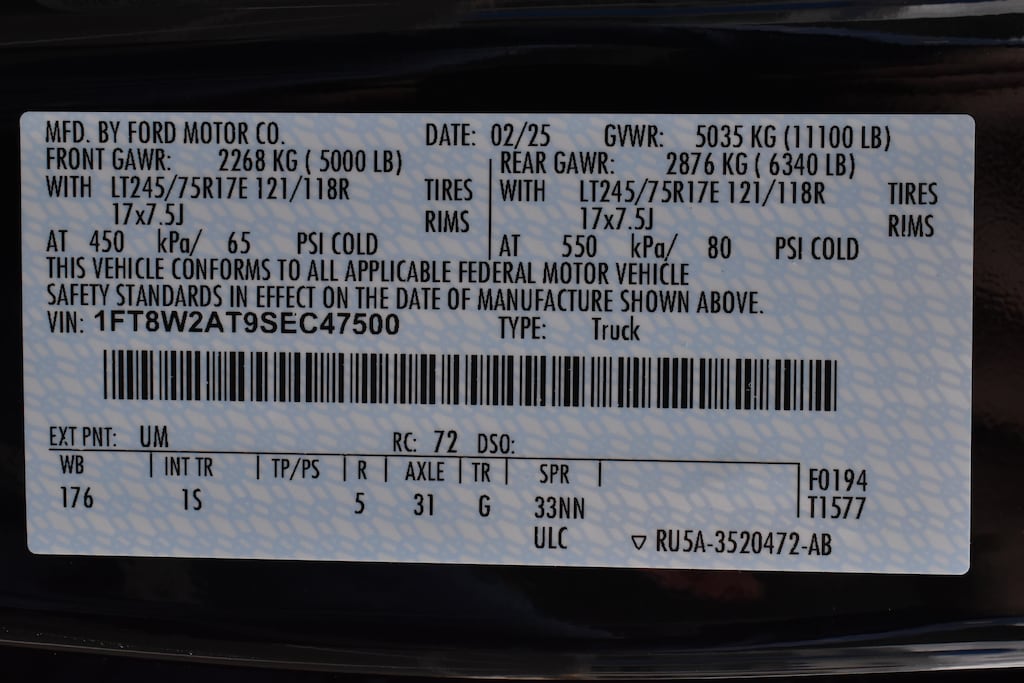 MFD. BY FORD MOTOR CO. DATE: 02/25 GVWR: 5035 KG (11100 LB)
FRONT GAWR: 2268 KG ( 5000 LB) REAR GAWR: 2876 KG ( 6340 LB)
WITH LT245/75R17E 121/118R TIRES WITH LT245/75R17E 121/118R TIRES
17x7.5J RIMS 17x7.5J RIMS
AT 450 kPa/ 65 PSI COLD AT 550 kPa/ 80 PSI COLD
THIS VEHICLE CONFORMS TO ALL APPLICABLE FEDERAL MOTOR VEHICLE
SAFETY STANDARDS IN EFFECT ON THE DATE OF MANUFACTURE SHOWN ABOVE.
VIN: 1FT8W2AT9SEC47500 TYPE: Truck
EXT PNT: UM RC: 72 DSO:
WB INT TR TP/PS R AXLE TR SPR F0194
176 1S 5 31 G 33NN T1577
ULC ▽ RU5A-3520472-AB